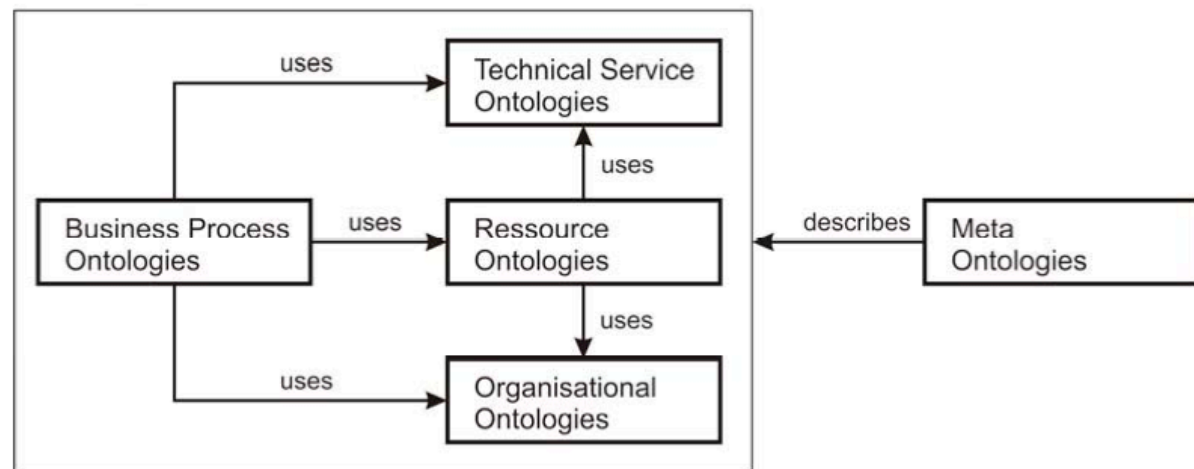 uses
Technical Service
Ontologies
uses
Business Process
Ontologies
uses
Ressource
Ontologies
describes
Meta
Ontologies
uses
uses
Organisational
Ontologies